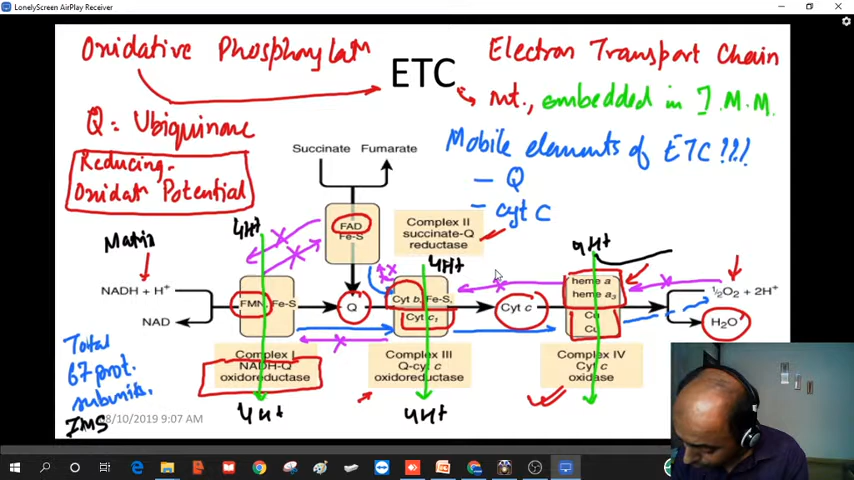 LonelyScreen AirPlay Receiver
Oxidative Phosphorylatn
ETC
Electron Transport Chain
mt., embedded in I.M.M.
Q = Ubiquinone
Reducing-
Oxidatn Potential
Mobile elements of ETC!!!
- Q
- cyt C
Succinate Fumarate
FAD
Fe-S
Complex II
succinate-Q
reductase
Matrix
4H+
4H+
4H+
NADH + H+
NAD
FMN, Fe-S
Q
Cyt b, Fe-S,
Cyt c1
Cyt c
heme a
heme a3
Cu
Cu
½O2 + 2H+
H2O
Complex I
NADH-Q
oxidoreductase
Complex III
Q-cyt c
oxidoreductase
Complex IV
Cyt c
oxidase
Total
67 prot.
subunits.
IMS
08/10/2019 9:07 AM
4H+
4H+